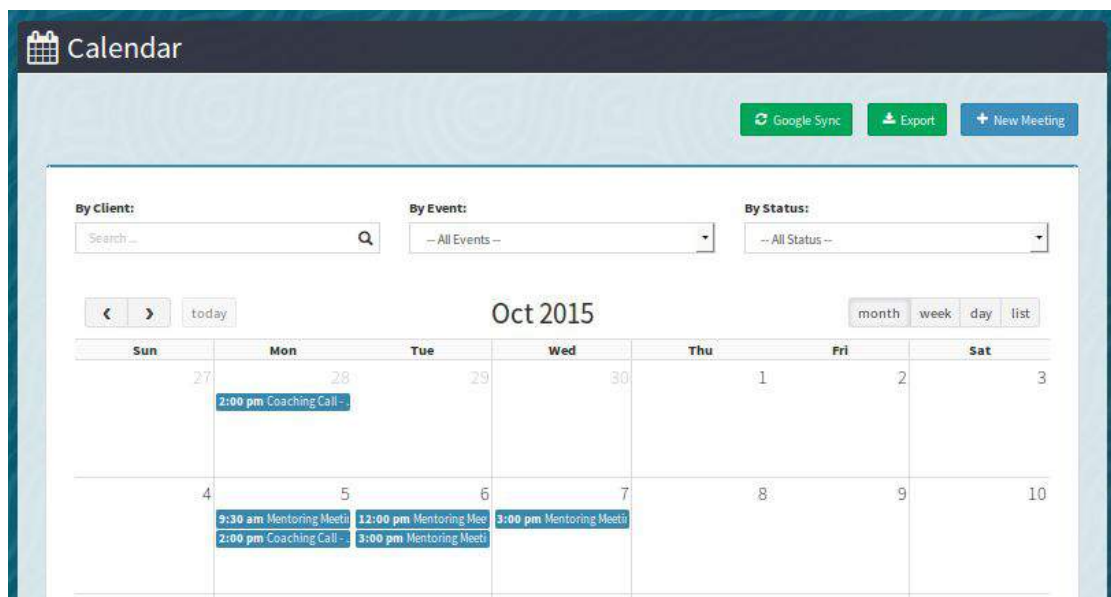 Calendar
Google Sync Export + New Meeting
By Client: By Event: By Status:
Search ... -- All Events -- -- All Status --
today Oct 2015 month week day list
Sun Mon Tue Wed Thu Fri Sat
27 28 29 30 1 2 3
2:00 pm Coaching Call - .
4 5 6 7 8 9 10
9:30 am Mentoring Meetin 12:00 pm Mentoring Mee 3:00 pm Mentoring Meetin
2:00 pm Coaching Call - . 3:00 pm Mentoring Meeti